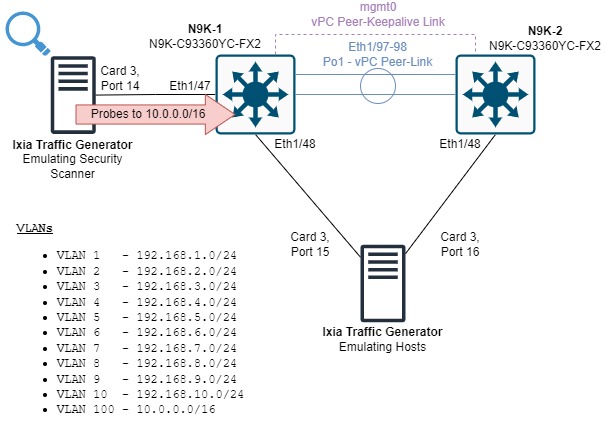 mgmt0
vPC Peer-Keepalive Link
N9K-1
N9K-C93360YC-FX2
N9K-2
N9K-C93360YC-FX2
Eth1/97-98
Po1 - vPC Peer-Link
Card 3,
Port 14
Eth1/47
Probes to 10.0.0.0/16
Ixia Traffic Generator
Emulating Security
Scanner
Eth1/48
Eth1/48
Card 3,
Port 15
Card 3,
Port 16
Ixia Traffic Generator
Emulating Hosts
VLANs
• VLAN 1 - 192.168.1.0/24
• VLAN 2 - 192.168.2.0/24
• VLAN 3 - 192.168.3.0/24
• VLAN 4 - 192.168.4.0/24
• VLAN 5 - 192.168.5.0/24
• VLAN 6 - 192.168.6.0/24
• VLAN 7 - 192.168.7.0/24
• VLAN 8 - 192.168.8.0/24
• VLAN 9 - 192.168.9.0/24
• VLAN 10 - 192.168.10.0/24
• VLAN 100 - 10.0.0.0/16